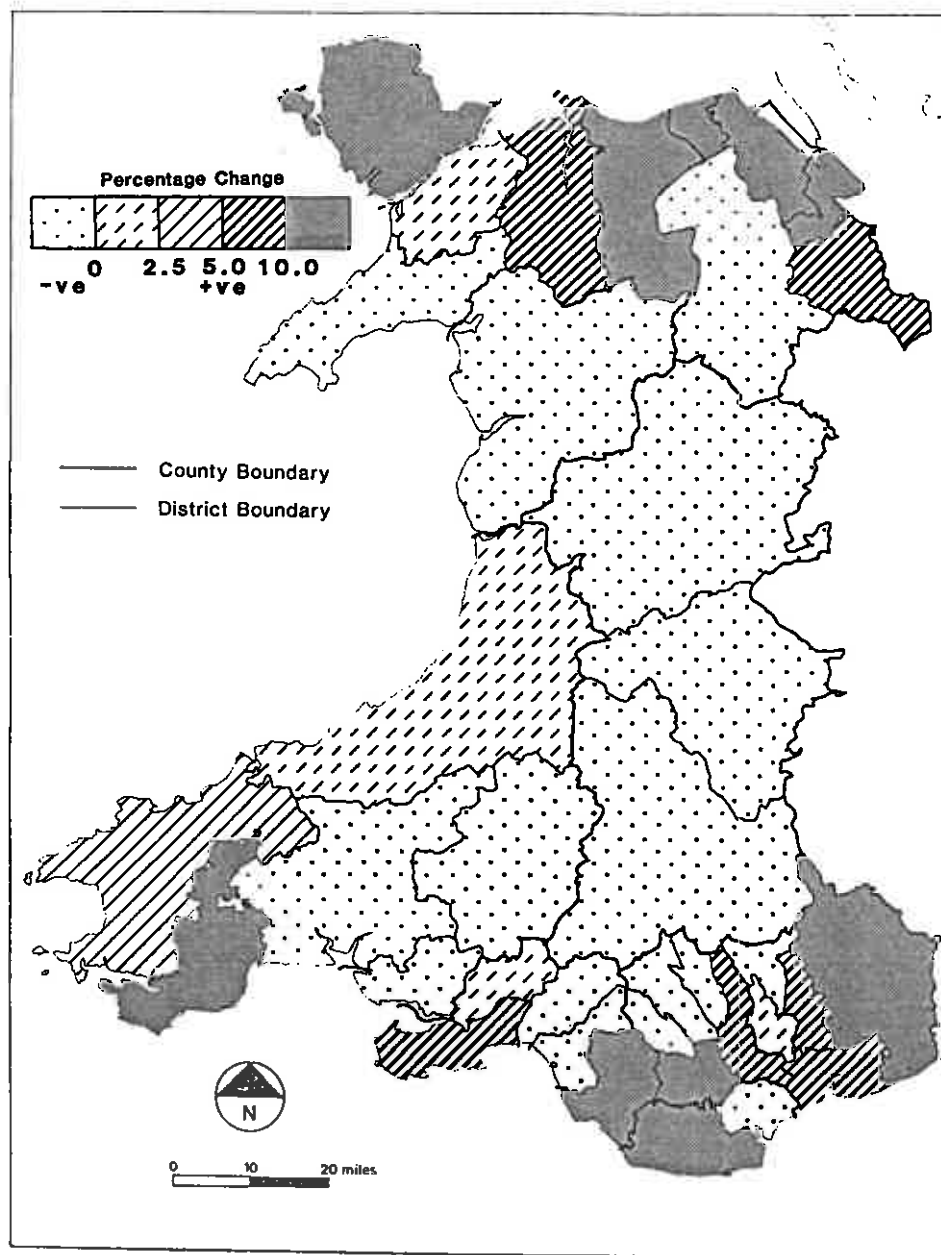 Percentage Change
0 2.5 5.0 10.0
-ve +ve
County Boundary
District Boundary
N
0 10 20 miles